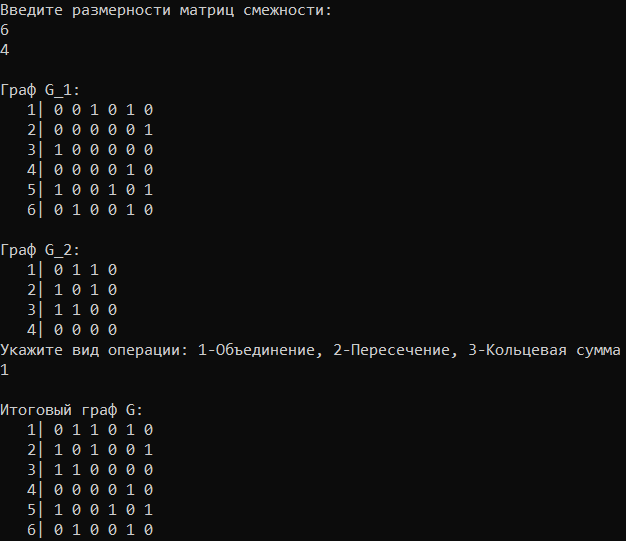 Введите размерности матриц смежности:
6
4
Граф G_1:
1| 0 0 1 0 1 0
2| 0 0 0 0 0 1
3| 1 0 0 0 0 0
4| 0 0 0 0 1 0
5| 1 0 0 1 0 1
6| 0 1 0 0 1 0
Граф G_2:
1| 0 1 1 0
2| 1 0 1 0
3| 1 1 0 0
4| 0 0 0 0
Укажите вид операции: 1-Объединение, 2-Пересечение, 3-Кольцевая сумма
1
Итоговый граф G:
1| 0 1 1 0 1 0
2| 1 0 1 0 0 1
3| 1 1 0 0 0 0
4| 0 0 0 0 1 0
5| 1 0 0 1 0 1
6| 0 1 0 0 1 0